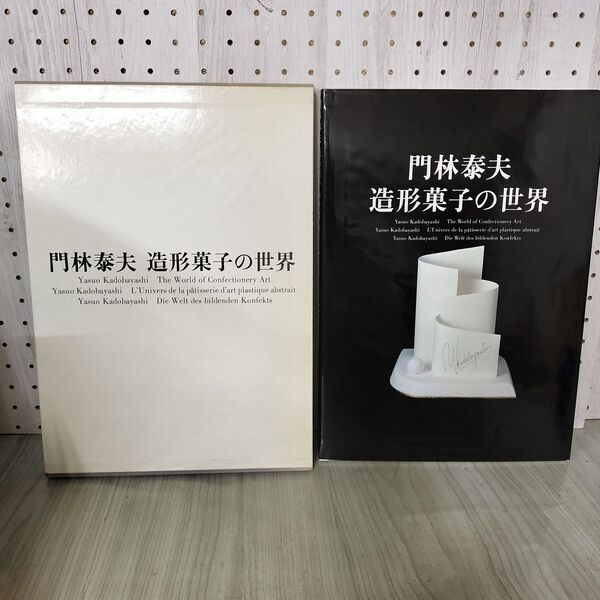 門林泰夫 造形菓子の世界
Yasuo Kadobayashi The World of Confectionery Art
Yasuo Kadobayashi L'Univers de la pâtisserie d'art plastique abstrait
Yasuo Kadobayashi Die Welt des bildenden Konfekts
門林泰夫
造形菓子の世界
Yasuo Kadobayashi The World of Confectionery Art
Yasuo Kadobayashi L'Univers de la pâtisserie d'art plastique abstrait
Yasuo Kadobayashi Die Welt des bildenden Konfekts